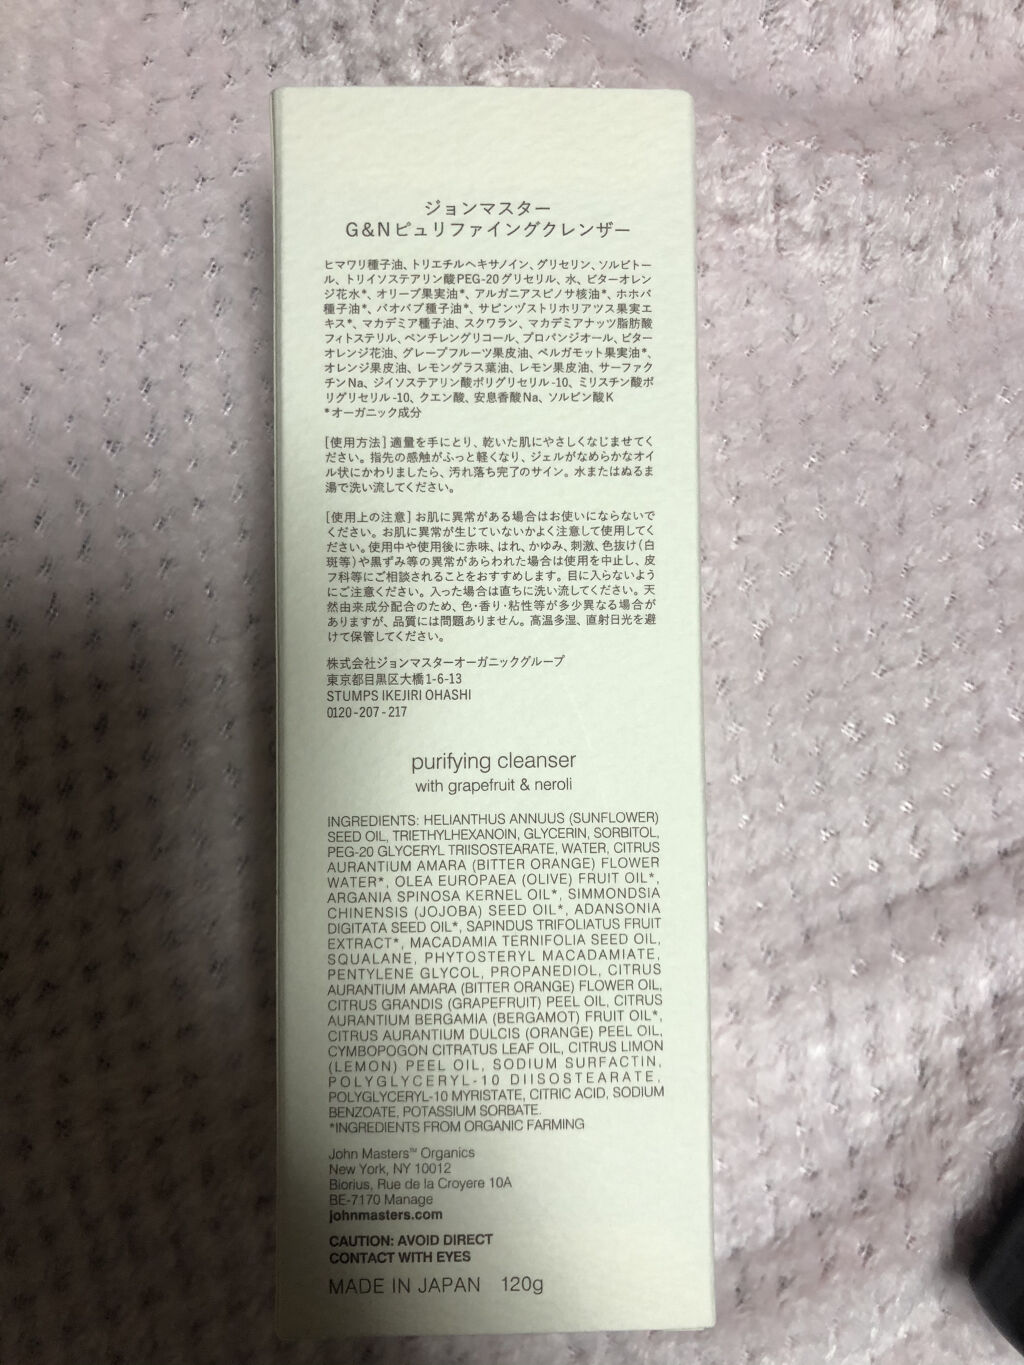 ジョンマスター
G&Nピュリファイングクレンザー
ヒマワリ種子油、トリエチルヘキサノイン、グリセリン、ソルビトー
ル、トリイソステアリン酸PEG-20グリセリル、水、ビターオレン
ジ花水*、オリーブ果実油*、アルガニアスピノサ核油*、ホホバ
種子油*、バオバブ種子油*、サピンヅストリホリアツス果実エ
キス*、マカデミア種子油、スクワラン、マカデミアナッツ脂肪酸
フィトステリル、ペンチレングリコール、プロパンジオール、ビター
オレンジ花油、グレープフルーツ果皮油、ベルガモット果実油*、
オレンジ果皮油、レモングラス葉油、レモン果皮油、サーファク
チンNa、ジイソステアリン酸ポリグリセリル-10、ミリスチン酸ポ
リグリセリル-10、クエン酸、安息香酸Na、ソルビン酸K
*オーガニック成分
[使用方法] 適量を手にとり、乾いた肌にやさしくなじませてく
ださい。指先の感触がふっと軽くなり、ジェルがなめらかなオイ
ル状にかわりましたら、汚れ落ち完了のサイン。水またはぬるま
湯で洗い流してください。
[使用上の注意] お肌に異常がある場合はお使いにならないで
ください。お肌に異常が生じていないかよく注意して使用してく
ださい。使用中や使用後に赤味、はれ、かゆみ、刺激、色抜け(白
斑等)や黒ずみ等の異常があらわれた場合は使用を中止し、皮
フ科等にご相談されることをおすすめします。目に入らないよう
にご注意ください。入った場合は直ちに洗い流してください。天
然由来成分配合のため、色・香り・粘性等が多少異なる場合が
ありますが、品質には問題ありません。高温多湿、直射日光を避
けて保管してください。
株式会社ジョンマスターオーガニックグループ
東京都目黒区大橋1-6-13
STUMPS IKEJIRI OHASHI
0120-207-217
purifying cleanser
with grapefruit & neroli
INGREDIENTS: HELIANTHUS ANNUUS (SUNFLOWER)
SEED OIL, TRIETHYLHEXANOIN, GLYCERIN, SORBITOL,
PEG-20 GLYCERYL TRIISOSTEARATE, WATER, CITRUS
AURANTIUM AMARA (BITTER ORANGE) FLOWER
WATER*, OLEA EUROPAEA (OLIVE) FRUIT OIL*,
ARGANIA SPINOSA KERNEL OIL*, SIMMONDSIA
CHINENSIS (JOJOBA) SEED OIL*, ADANSONIA
DIGITATA SEED OIL*, SAPINDUS TRIFOLIATUS FRUIT
EXTRACT*, MACADAMIA TERNIFOLIA SEED OIL,
SQUALANE, PHYTOSTERYL MACADAMIATE,
PENTYLENE GLYCOL, PROPANEDIOL, CITRUS
AURANTIUM AMARA (BITTER ORANGE) FLOWER OIL,
CITRUS GRANDIS (GRAPEFRUIT) PEEL OIL, CITRUS
AURANTIUM BERGAMIA (BERGAMOT) FRUIT OIL*,
CITRUS AURANTIUM DULCIS (ORANGE) PEEL OIL,
CYMBOPOGON CITRATUS LEAF OIL, CITRUS LIMON
(LEMON) PEEL OIL, SODIUM SURFACTIN,
POLYGLYCERYL-10 DIISOSTEARATE,
POLYGLYCERYL-10 MYRISTATE, CITRIC ACID, SODIUM
BENZOATE, POTASSIUM SORBATE.
*INGREDIENTS FROM ORGANIC FARMING
John Masters™ Organics
New York, NY 10012
Biorius, Rue de la Croyere 10A
BE-7170 Manage
johnmasters.com
CAUTION: AVOID DIRECT
CONTACT WITH EYES
MADE IN JAPAN 120g